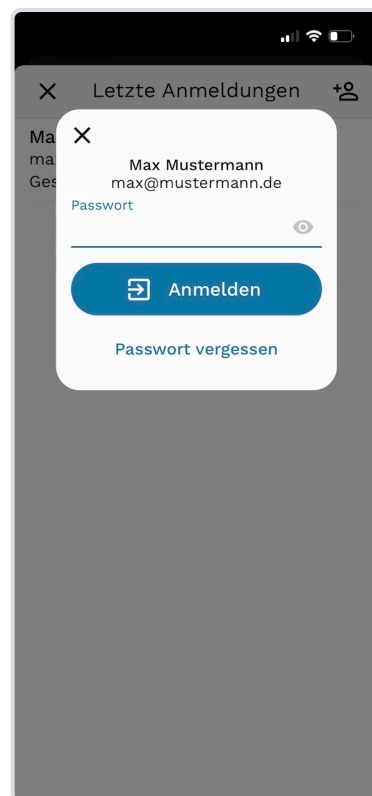 Letzte Anmeldungen
Max Mustermann
max@mustermann.de
Passwort
Anmelden
Passwort vergessen